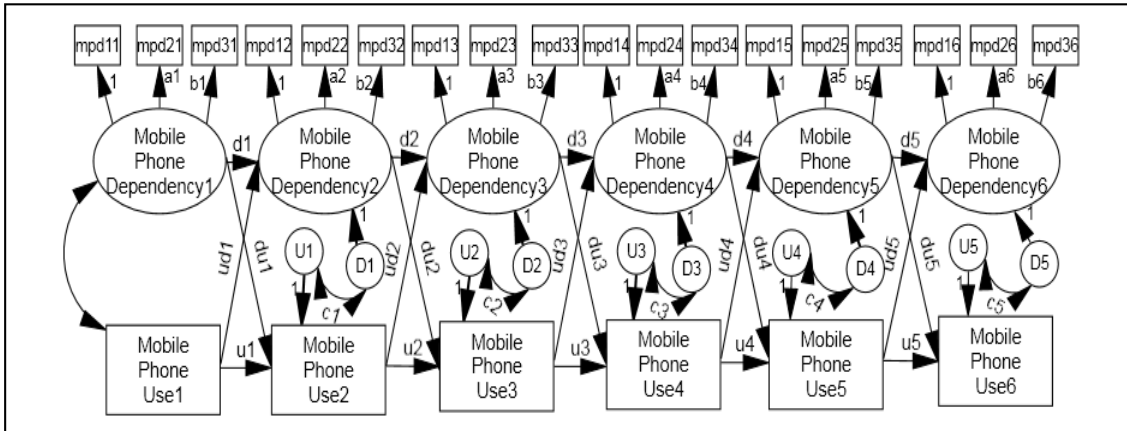 mpd11 mpd21 mpd31 mpd12 mpd22 mpd32 mpd13 mpd23 mpd33 mpd14 mpd24 mpd34 mpd15 mpd25 mpd35 mpd16 mpd26 mpd36
1 a1 b1 1 a2 b2 1 a3 b3 1 a4 b4 1 a5 b5 1 a6 b6
Mobile Mobile Mobile Mobile Mobile Mobile
Phone Phone Phone Phone Phone Phone
Dependency1 Dependency2 Dependency3 Dependency4 Dependency5 Dependency6
d1 d2 d3 d4 d5
1 1 1 1 1
ud1 du1 ud2 du2 ud3 du3 ud4 du4 ud5 du5
U1 D1 U2 D2 U3 D3 U4 D4 U5 D5
1 1 1 1 1
c1 c2 c3 c4 c5
u1 u2 u3 u4 u5
Mobile Mobile Mobile Mobile Mobile Mobile
Phone Phone Phone Phone Phone Phone
Use1 Use2 Use3 Use4 Use5 Use6